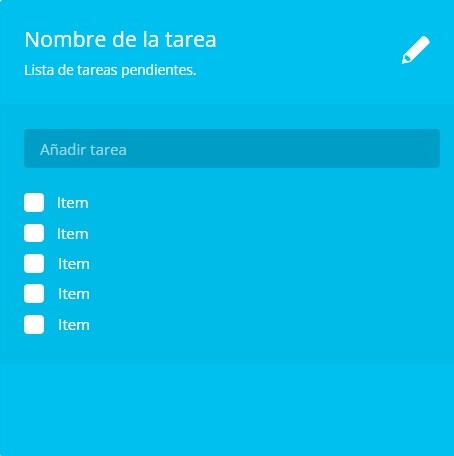 Nombre de la tarea
Lista de tareas pendientes.
Añadir tarea
Item
Item
Item
Item
Item